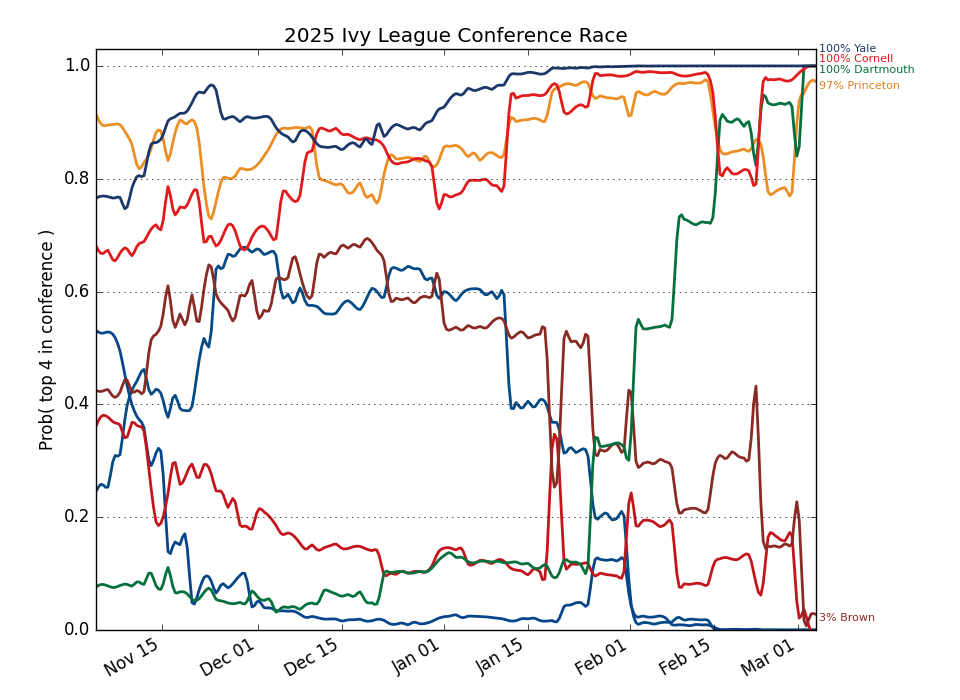 2025 Ivy League Conference Race
100% Yale
100% Cornell
100% Dartmouth
97% Princeton
3% Brown
Prob( top 4 in conference )
1.0
0.8
0.6
0.4
0.2
0.0
Nov 15
Dec 01
Dec 15
Jan 01
Jan 15
Feb 01
Feb 15
Mar 01